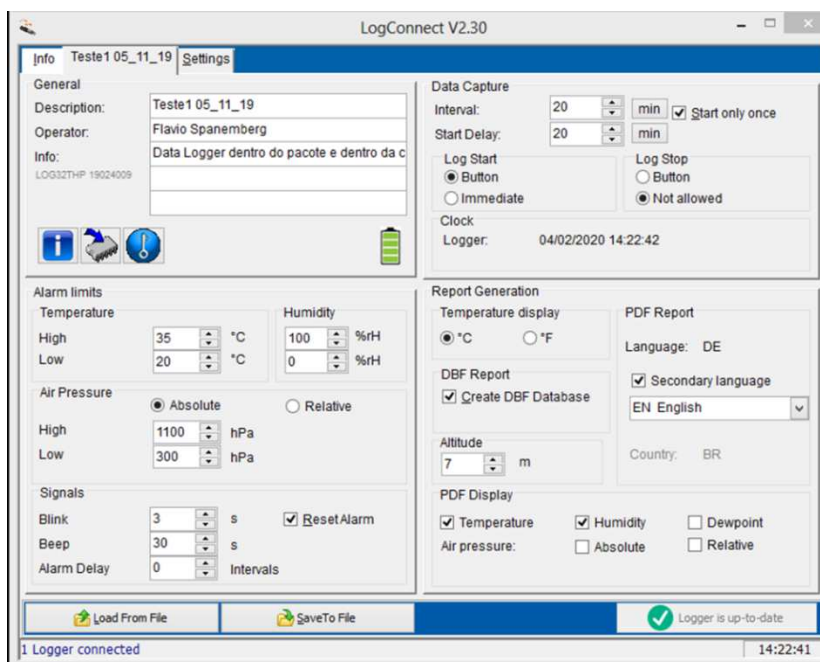 LogConnect V2.30
Info Teste1 05_11_19 Settings
General
Description: Teste1 05_11_19
Operator: Flavio Spanemberg
Info: Data Logger dentro do pacote e dentro da c
LOG32THP 19024009
Data Capture
Interval: 20 min Start only once
Start Delay: 20 min
Log Start
Button
Immediate
Log Stop
Button
Not allowed
Clock
Logger: 04/02/2020 14:22:42
Alarm limits
Temperature
High 35 °C
Low 20 °C
Humidity
100 %rH
0 %rH
Air Pressure
Absolute Relative
High 1100 hPa
Low 300 hPa
Signals
Blink 3 s Reset Alarm
Beep 30 s
Alarm Delay 0 Intervals
Report Generation
Temperature display
°C °F
DBF Report
Create DBF Database
Altitude
7 m
PDF Report
Language: DE
Secondary language
EN English
Country: BR
PDF Display
Temperature Humidity Dewpoint
Air pressure: Absolute Relative
Load From File SaveTo File Logger is up-to-date
1 Logger connected 14:22:41